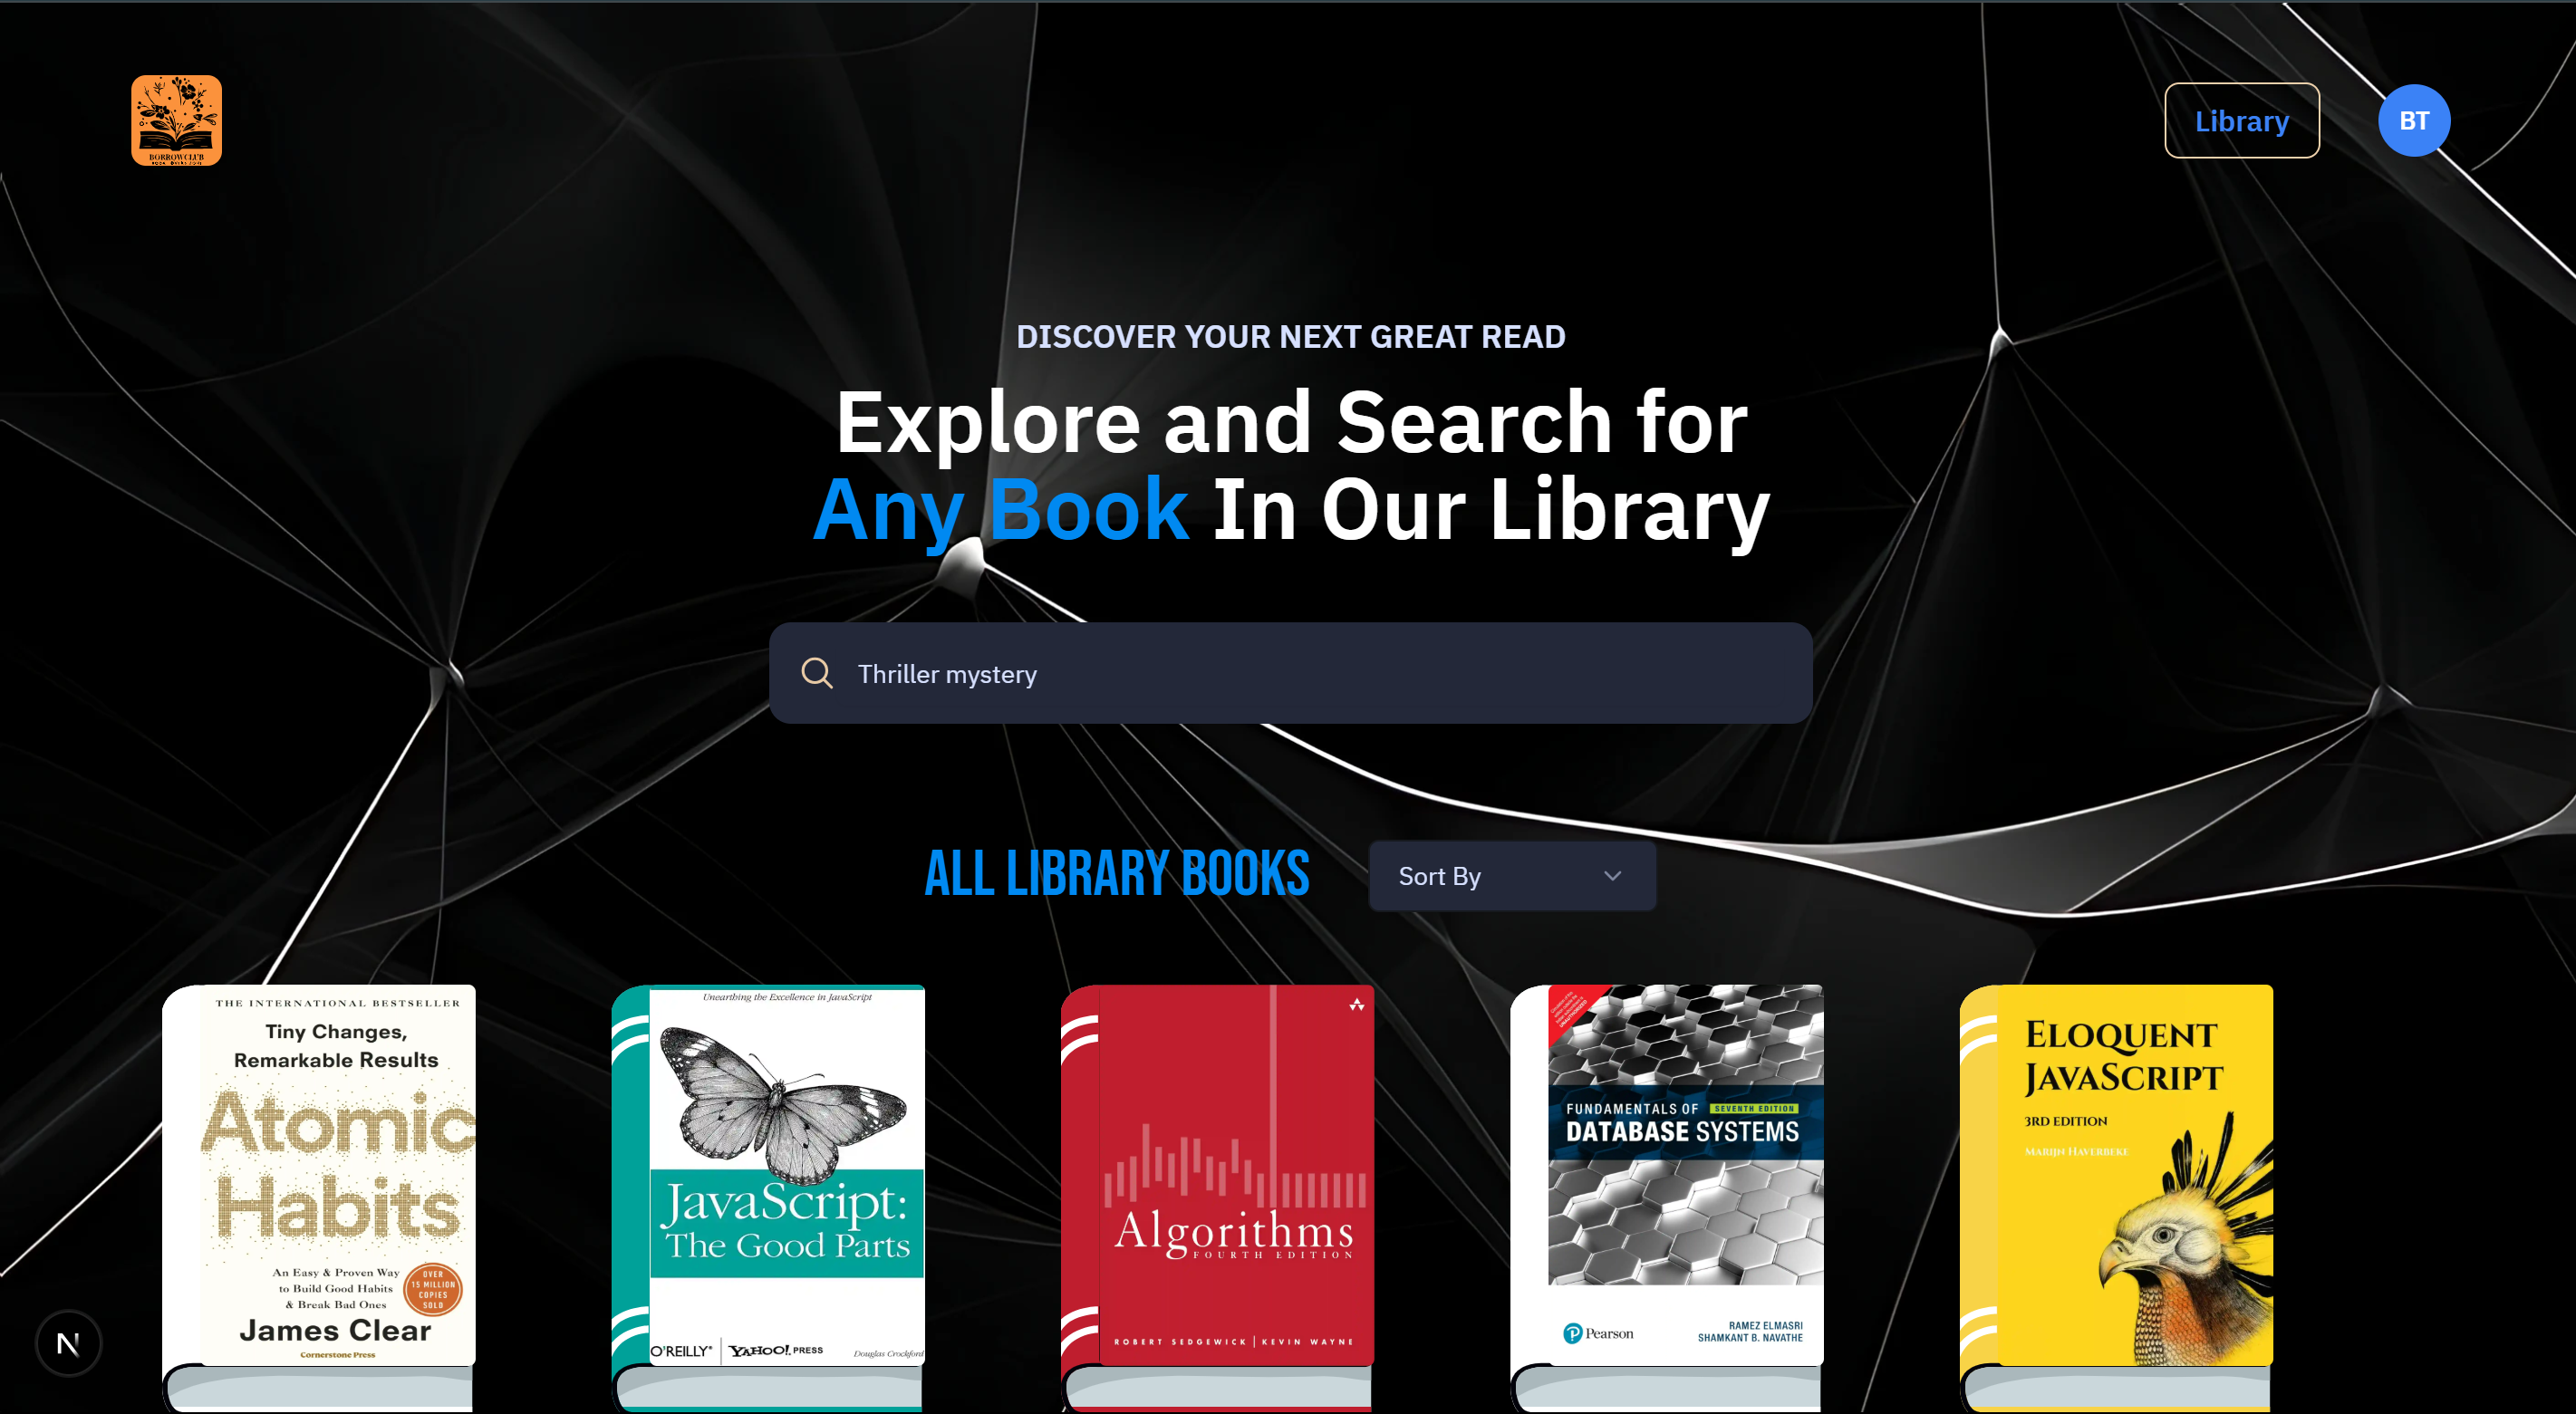 BORROWCLUB
Library
BT
DISCOVER YOUR NEXT GREAT READ
Explore and Search for
Any Book In Our Library
Thriller mystery
ALL LIBRARY BOOKS
Sort By
THE INTERNATIONAL BESTSELLER
Tiny Changes,
Remarkable Results
Atomic
Habits
An Easy & Proven Way
to Build Good Habits
& Break Bad Ones
OVER
15 MILLION
COPIES
SOLD
James Clear
Cornerstone Press
Unearthing the Excellence in JavaScript
JavaScript:
The Good Parts
O'REILLY® YAHOO! PRESS
Douglas Crockford
Algorithms
FOURTH EDITION
ROBERT SEDGEWICK | KEVIN WAYNE
FUNDAMENTALS OF SEVENTH EDITION
DATABASE SYSTEMS
P Pearson
RAMEZ ELMASRI
SHAMKANT B. NAVATHE
ELOQUENT
JAVASCRIPT
3RD EDITION
MARIJN HAVERBEKE
N